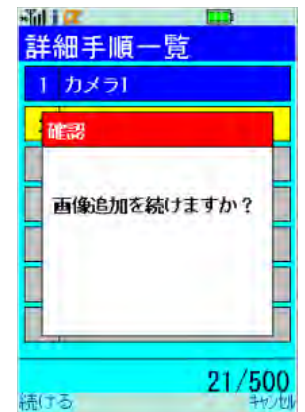 詳細手順一覧
1 カメラ1
確認
画像追加を続けますか？
21/500
続ける
キャンセル